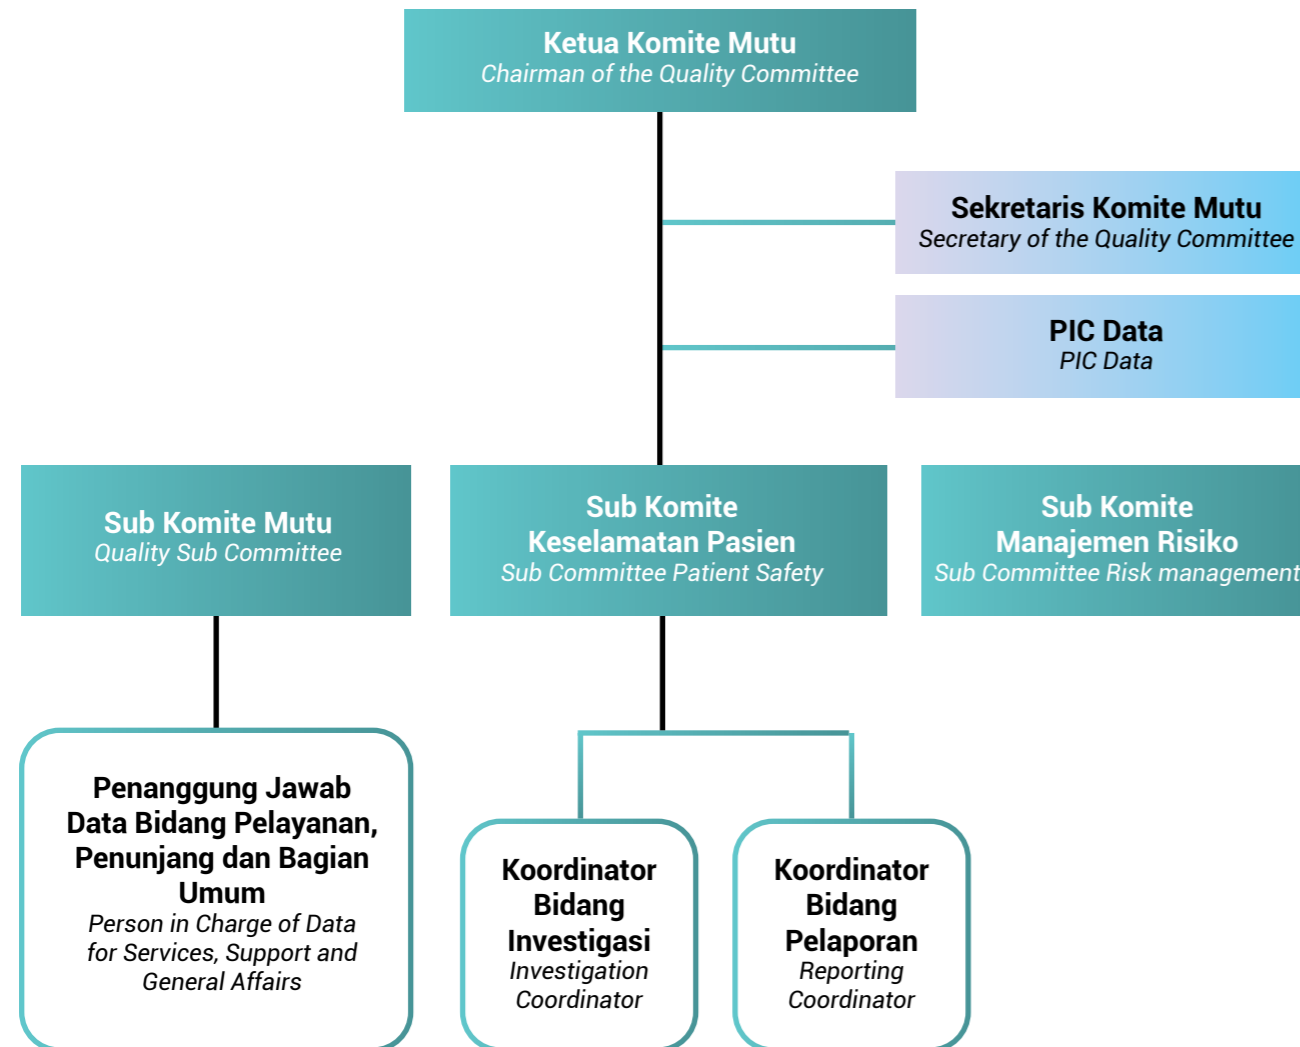 Ketua Komite Mutu
Chairman of the Quality Committee
Sekretaris Komite Mutu
Secretary of the Quality Committee
PIC Data
PIC Data
Sub Komite Mutu
Quality Sub Committee
Sub Komite
Keselamatan Pasien
Sub Committee Patient Safety
Sub Komite
Manajemen Risiko
Sub Committee Risk management
Penanggung Jawab
Data Bidang Pelayanan,
Penunjang dan Bagian
Umum
Person in Charge of Data
for Services, Support and
General Affairs
Koordinator
Bidang
Investigasi
Investigation
Coordinator
Koordinator
Bidang
Pelaporan
Reporting
Coordinator